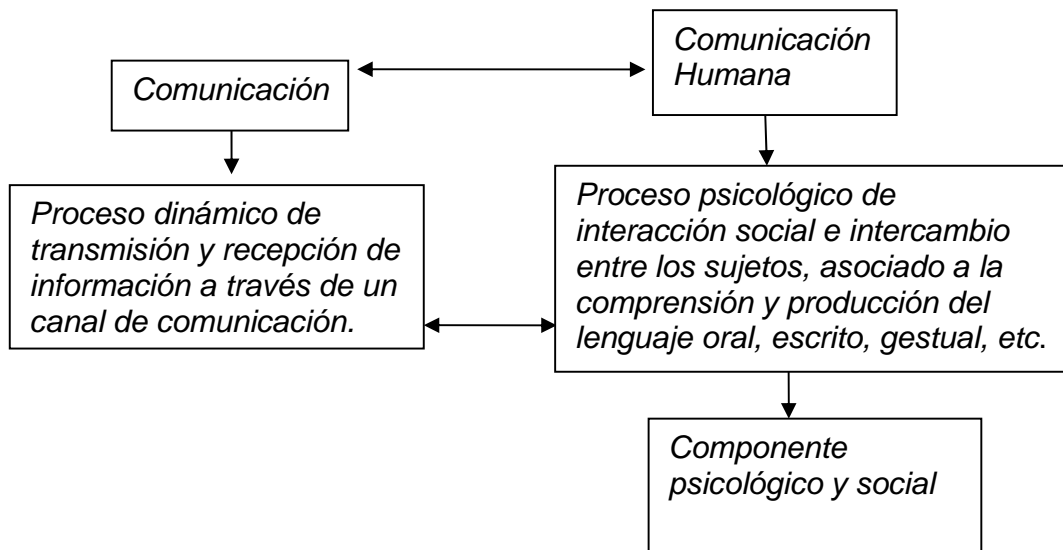 Comunicación
Comunicación
Humana
Proceso dinámico de
transmisión y recepción de
información a través de un
canal de comunicación.
Proceso psicológico de
interacción social e intercambio
entre los sujetos, asociado a la
comprensión y producción del
lenguaje oral, escrito, gestual, etc.
Componente
psicológico y social